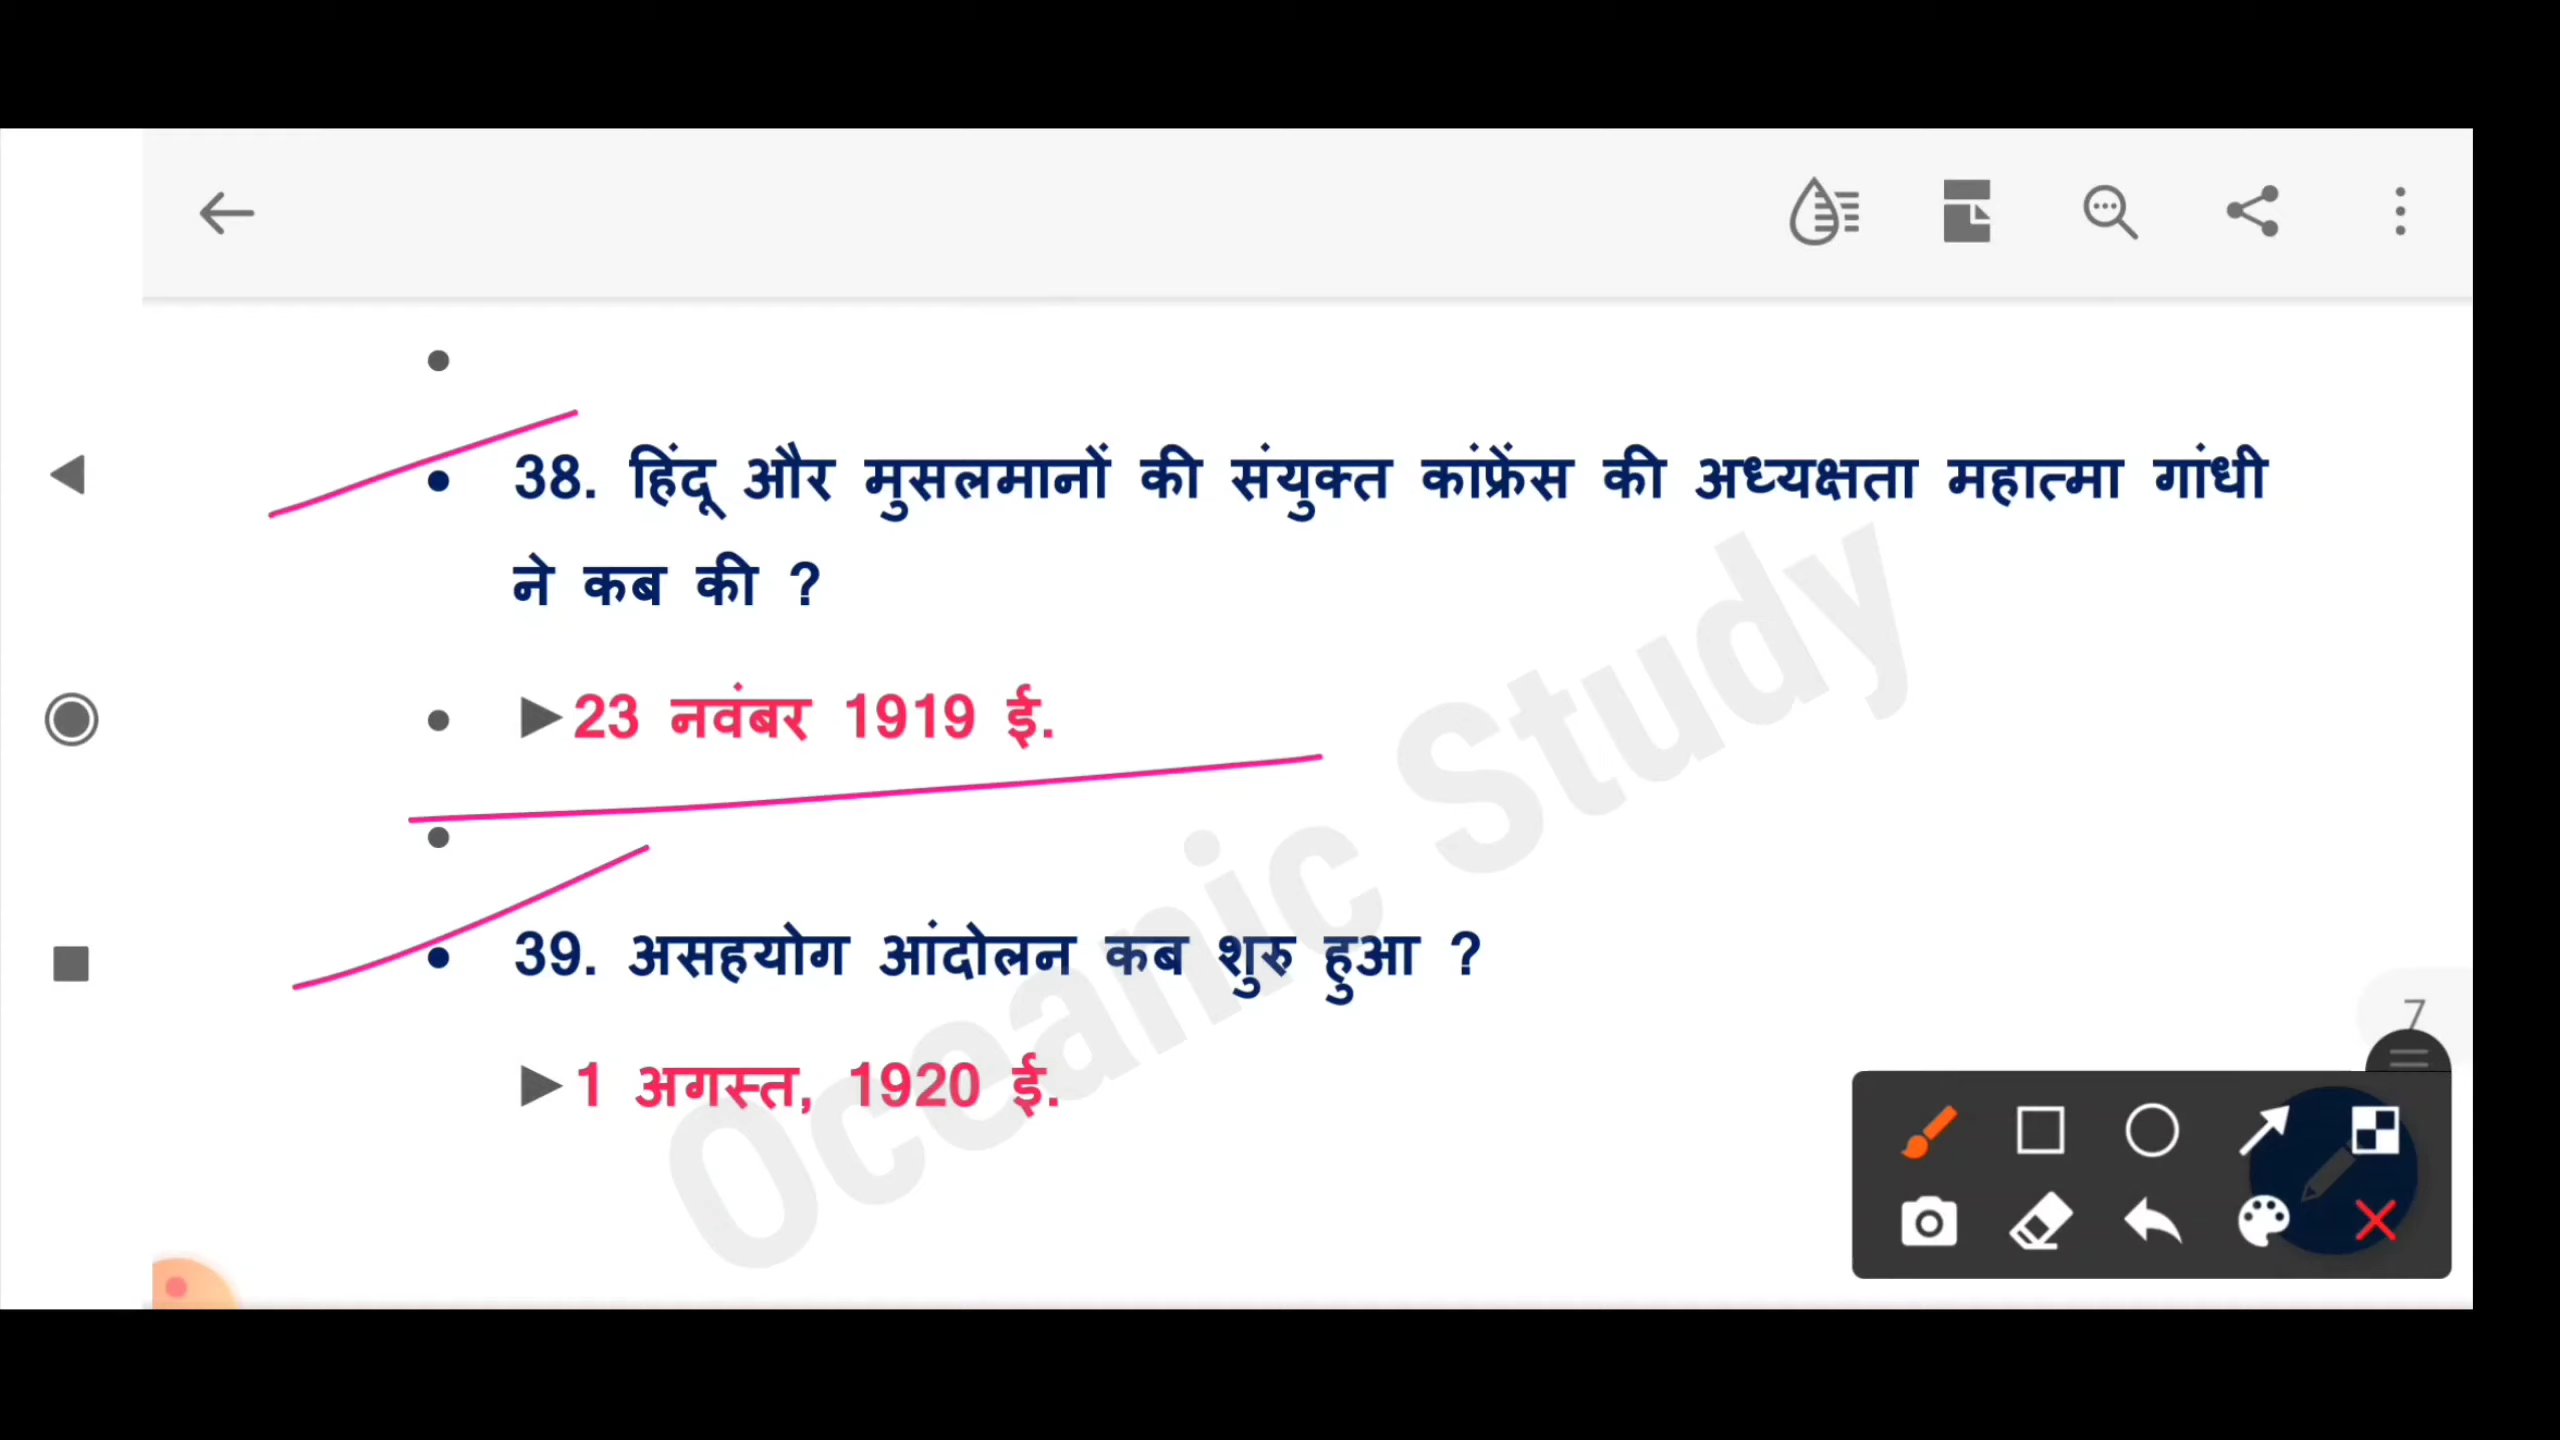 38. हिंदू और मुसलमानों की संयुक्त कांफ्रेंस की अध्यक्षता महात्मा गांधी
ने कब की ?
►23 नवंबर 1919 ई.
39. असहयोग आंदोलन कब शुरु हुआ ?
►1 अगस्त, 1920 ई.
Oceanic Study
7